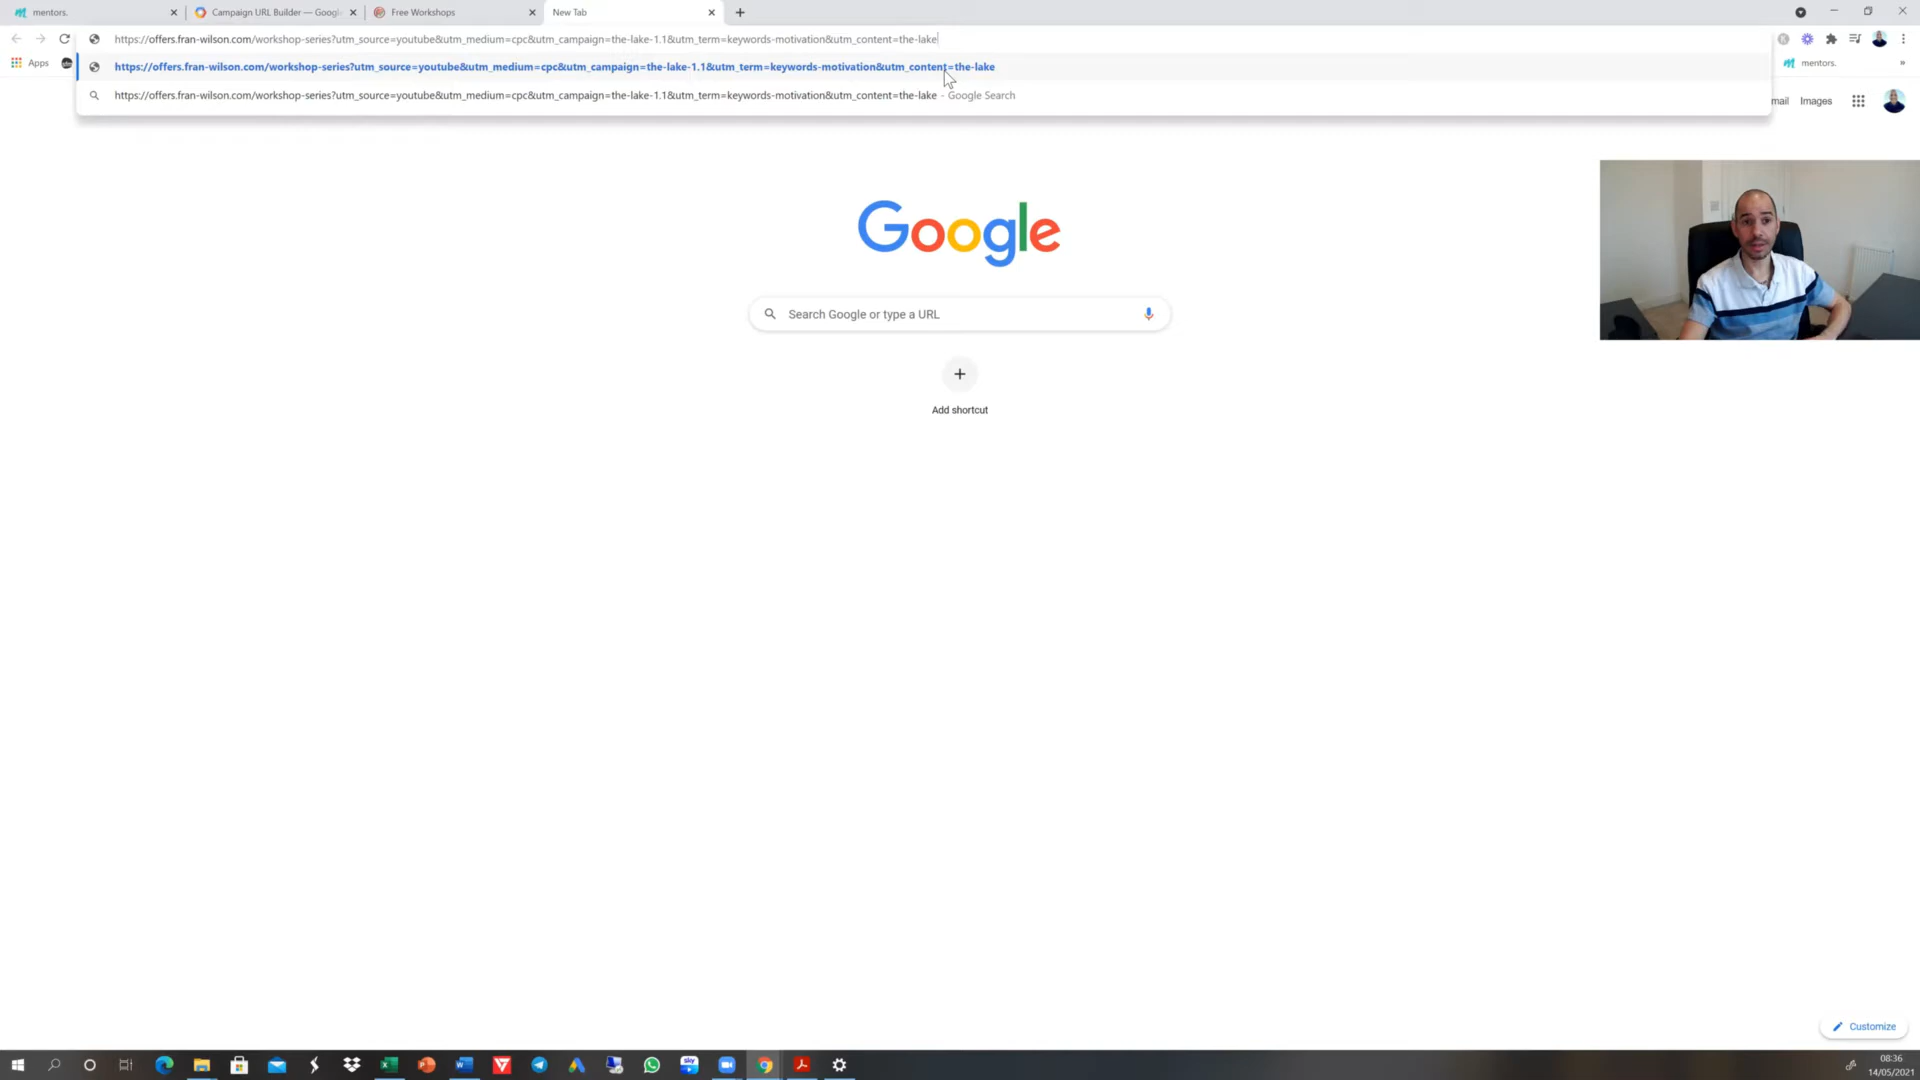 mentors.
Campaign URL Builder — Google
Free Workshops
New Tab
https://offers.fran-wilson.com/workshop-series?utm_source=youtube&utm_medium=cpc&utm_campaign=the-lake-1.1&utm_term=keywords-motivation&utm_content=the-lake
Apps
https://offers.fran-wilson.com/workshop-series?utm_source=youtube&utm_medium=cpc&utm_campaign=the-lake-1.1&utm_term=keywords-motivation&utm_content=the-lake
mentors.
https://offers.fran-wilson.com/workshop-series?utm_source=youtube&utm_medium=cpc&utm_campaign=the-lake-1.1&utm_term=keywords-motivation&utm_content=the-lake - Google Search
mail Images
Google
Search Google or type a URL
Add shortcut
Customize
sky
08:36
14/05/2021